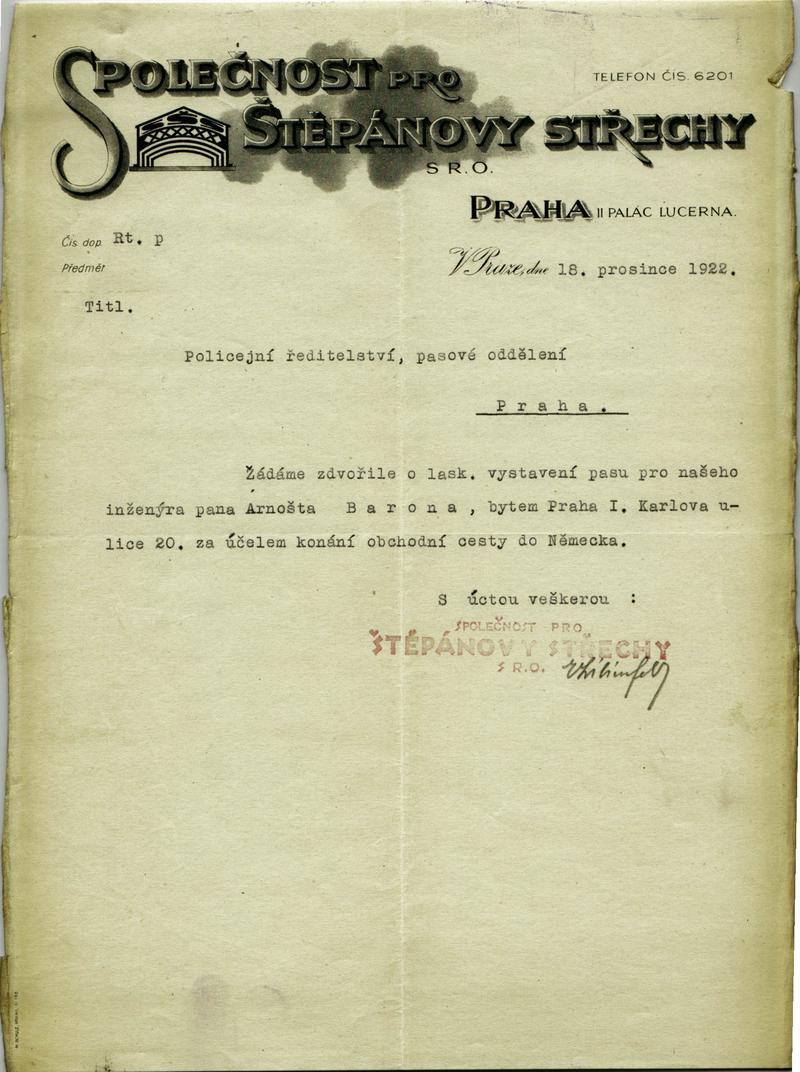 SPOLEČNOST PRO
TELEFON ČÍS. 6201
ŠTĚPÁNOVY STŘECHY
S R.O.
PRAHA II PALÁC LUCERNA.
Čís. dop. Rt. p
Předmět
V Praze, dne 18. prosince 1922.
Titl.
Policejní ředitelství, pasové oddělení
Praha.
Žádáme zdvořile o lask. vystavení pasu pro našeho
inženýra pana Arnošta Barona, bytem Praha I. Karlova u-
lice 20. za účelem konání obchodní cesty do Německa.
S úctou veškerou :
SPOLEČNOST PRO
ŠTĚPÁNOVY STŘECHY
S R.O.